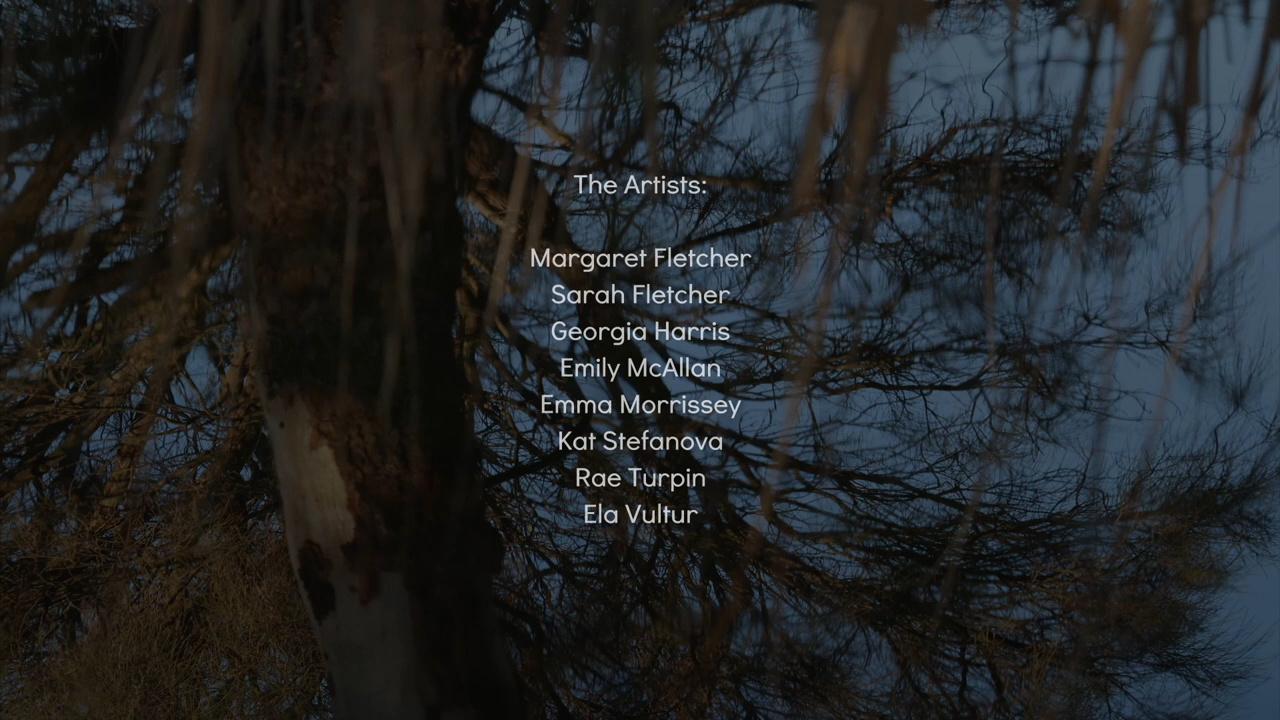 The Artists:
Margaret Fletcher
Sarah Fletcher
Georgia Harris
Emily McAllan
Emma Morrissey
Kat Stefanova
Rae Turpin
Ela Vultur